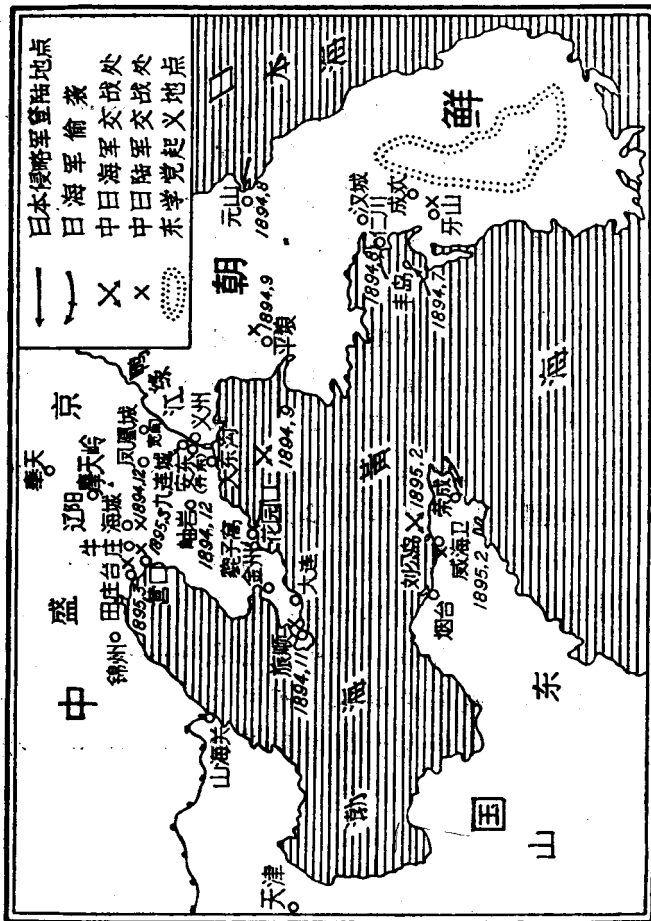 日本侵略军登陆地点
日海军偷袭
中日海军交战处
中日陆军交战处
东学党起义地点
日本海
朝鲜
元山
1894,8
1894,9
平壤
汉城
仁川
成欢
牙山
丰岛
1894,7
鸭绿江
义州
安东
九连城
凤凰城
宽甸
大东沟
1894,9
盛京
奉天
辽阳
摩天岭
海城
1894,12
牛庄
田庄台
1895,3
1895,3
营口
锦州
岫岩
1894,12
貔子窝
花园口
金州
大连
旅顺口
1894,11
黄海
渤海
刘公岛
1895,2
荣成
威海卫
1895,2
烟台
山海关
天津
中国
山东